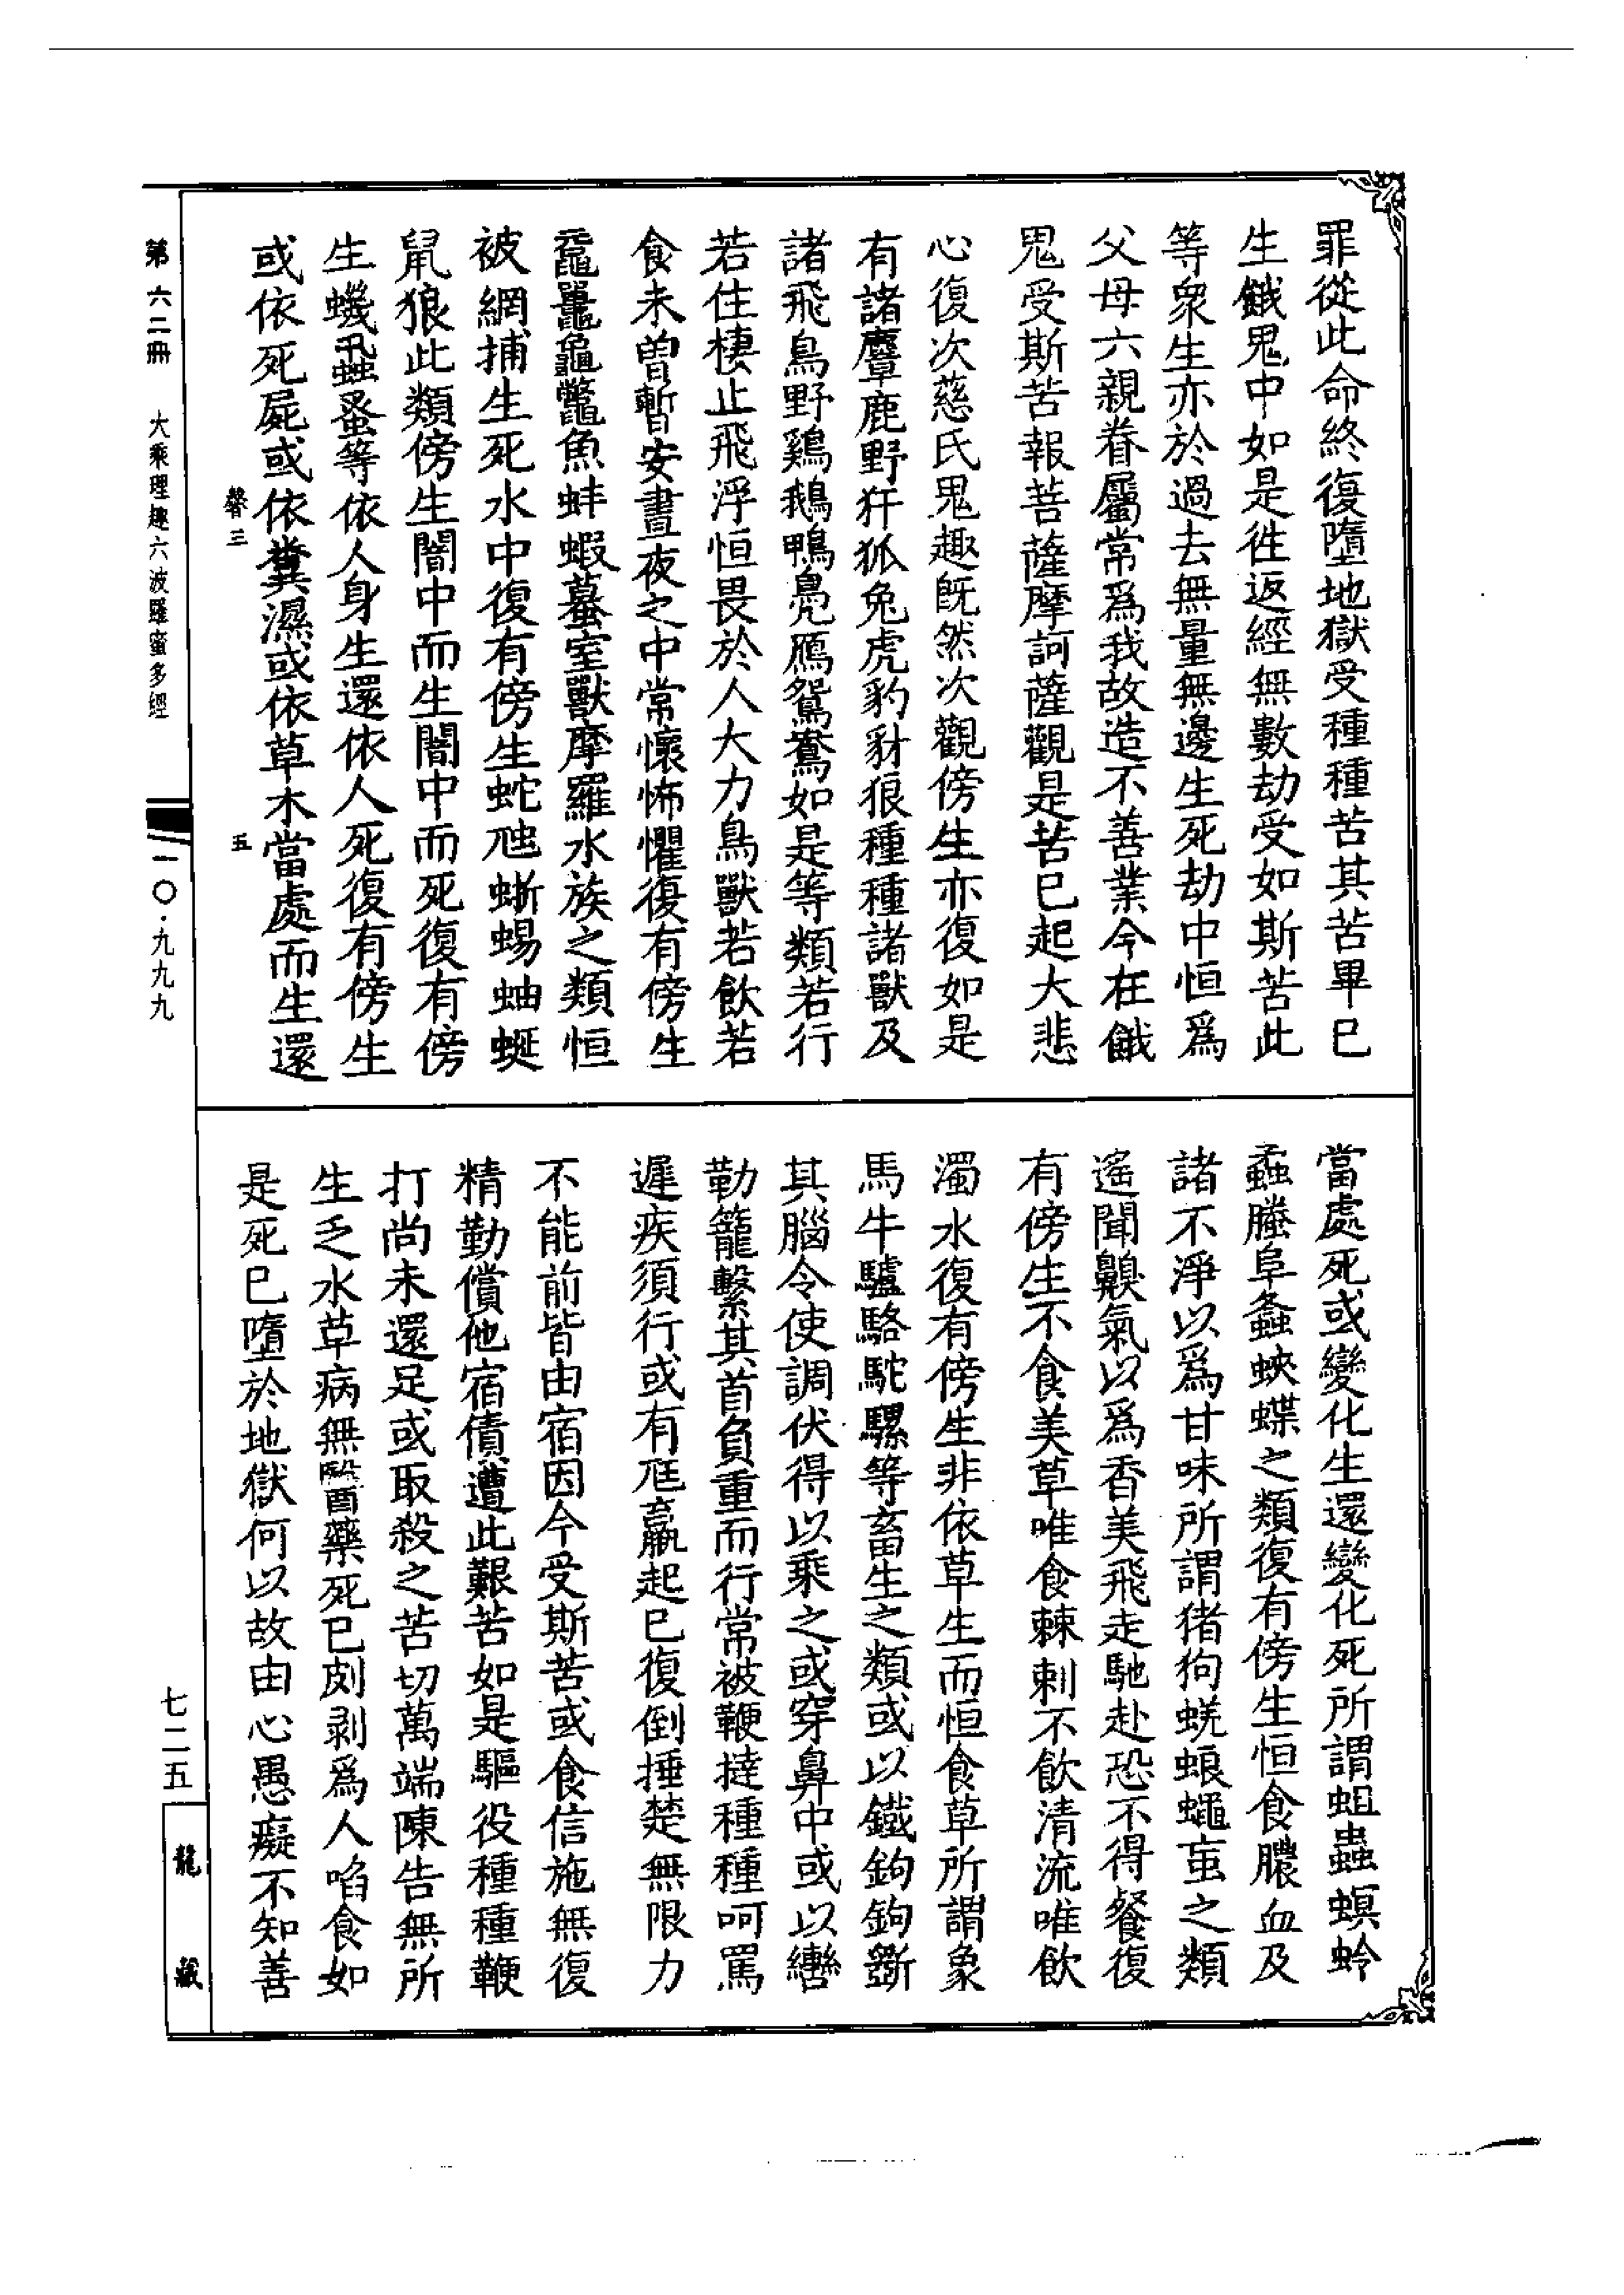 罪從此命終復墮地獄受種種苦其苦畢已
生餓鬼中如是徃返經無數劫受如斯苦此
等衆生亦於過去無量無邊生死劫中恒爲
父母六親眷屬常爲我故造不善業今在餓
鬼受斯苦報菩薩摩訶薩觀是苦已起大悲
心復次慈氏鬼趣旣然次觀傍生亦復如是
有諸麞鹿野犴狐兔虎豹豺狼種種諸獸及
諸飛鳥野鷄鵝鴨鳧鴈鴛鴦如是等類若行
若住棲止飛浮恒畏於人大力鳥獸若飲若
食未曽暫安晝夜之中常懷怖懼復有傍生
黿鼉龜鼈魚蚌蝦蟇室獸摩羅水族之類恒
被網捕生死水中復有傍生蛇虺蜥蜴蚰蜒
鼠狼此類傍生闇中而生闇中而死復有傍
生蟣蝨蚤等依人身生還依人死復有傍生
或依死屍或依糞濕或依草木當處而生還
當處死或變化生還變化死所謂蛆蟲螟蛉
蟊螣阜螽蛺蝶之類復有傍生恒食膿血及
諸不淨以爲甘味所謂猪狗蜣蜋蠅䖟之類
遙聞䶌氣以爲香美飛走馳赴恐不得餐復
有傍生不食美草唯食棘刺不飲清流唯飲
濁水復有傍生非依草生而恒食草所謂象
馬牛驢駱駝騾等畜生之類或以鐵鉤鉤斵
其腦令使調伏得以乗之或穿鼻中或以轡
勒籠繫其首負重而行常被鞭撻種種呵罵
遲疾須行或有尫羸起已復倒捶楚無限力
不能前皆由宿因今受斯苦或食信施無復
精勤償他宿債遭此艱苦如是驅役種種鞭
打尚未還足或取殺之苦切萬端陳告無所
生乏水草病無醫藥死已皮剥爲人啗食如
是死已墮於地獄何以故由心愚癡不知善
第六二冊 大乘理趣六波羅蜜多經
一〇·九九九
馨三
五
七二五
龍藏